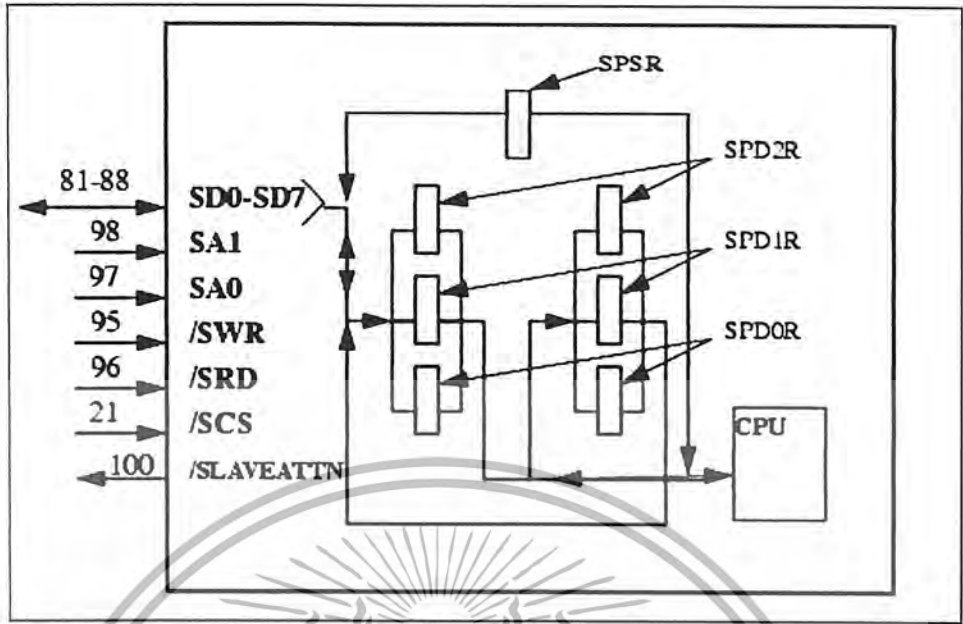 SPSR
SPD2R
81-88
SD0-SD7
98
SA1
SPD1R
97
SA0
95
/SWR
SPD0R
96
/SRD
21
/SCS
CPU
100
/SLAVEATTN